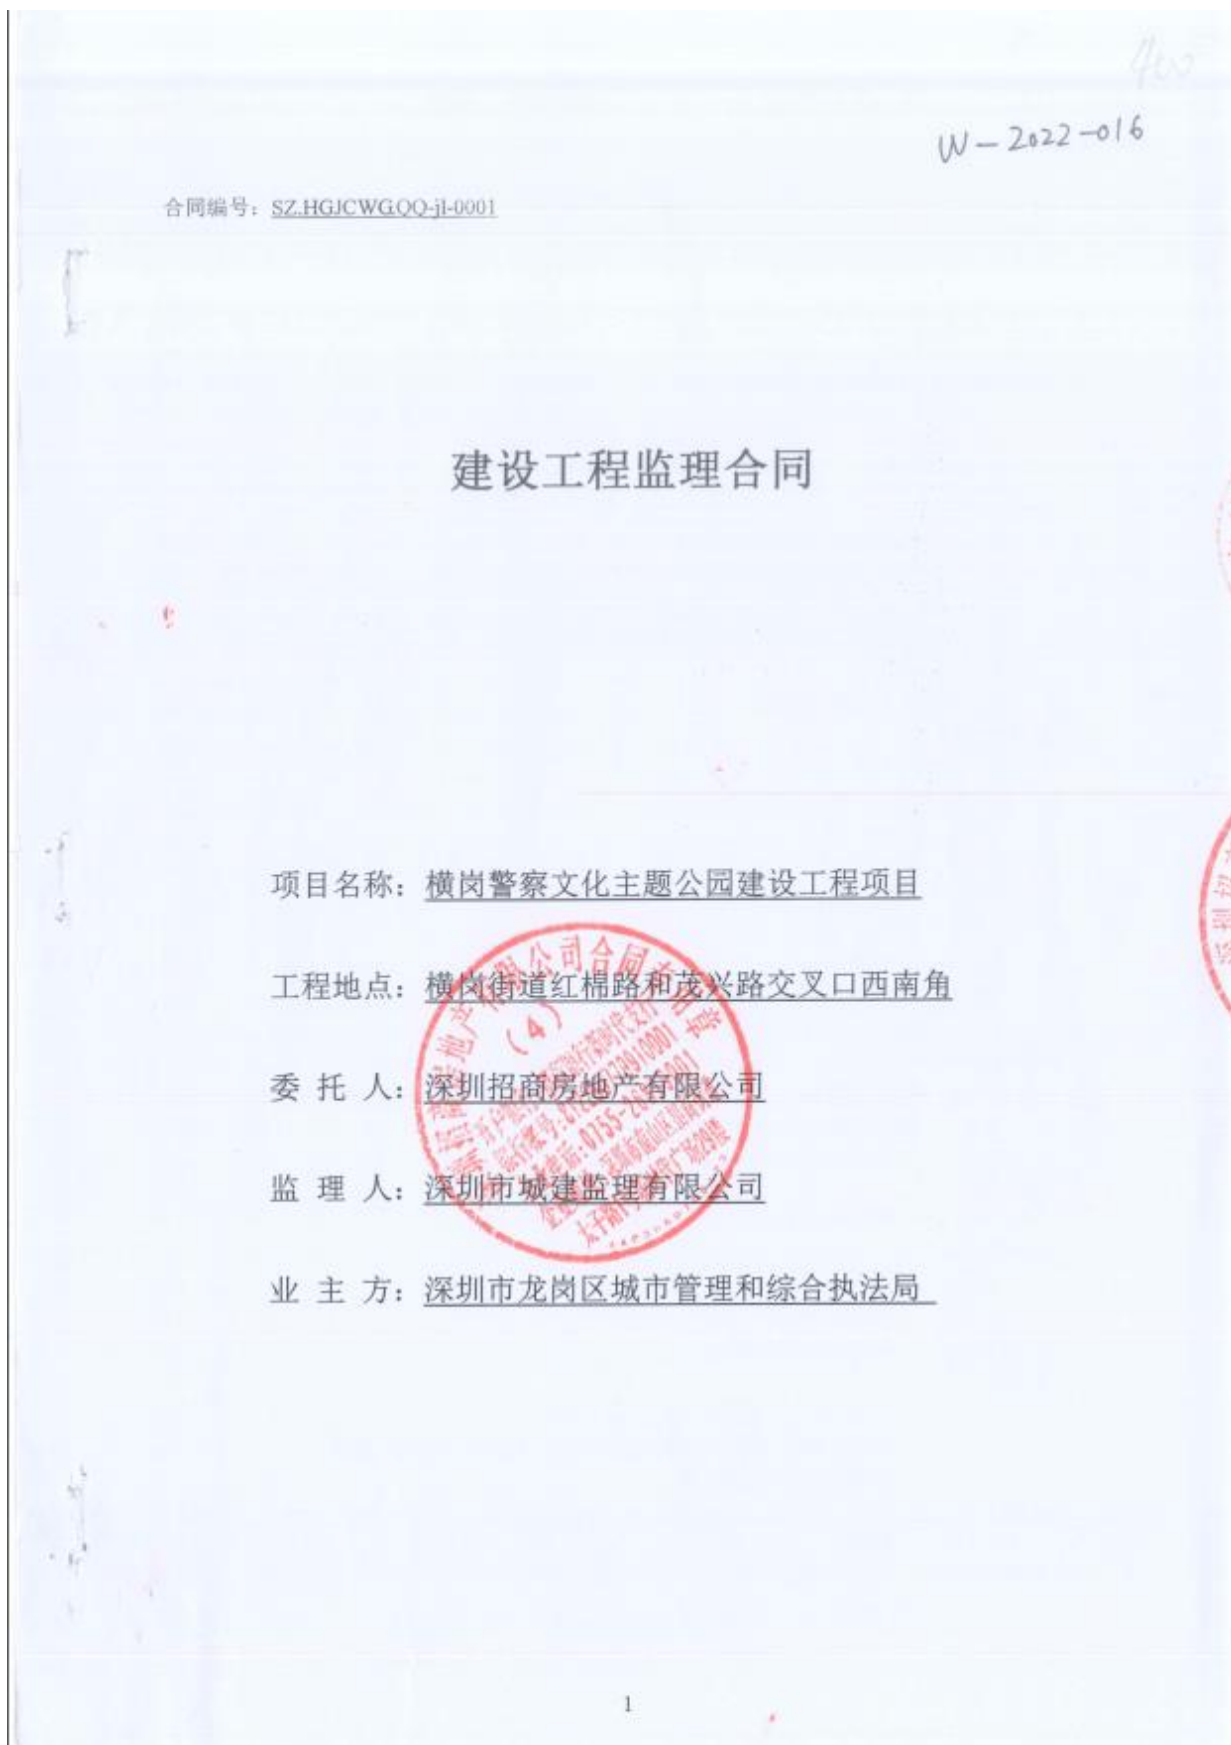 W-2022-016
合同编号：SZ.HGJCWG.QQ-jl-0001
建设工程监理合同
项目名称：横岗警察文化主题公园建设工程项目
工程地点：横岗街道红棉路和茂兴路交叉口西南角
委 托 人：深圳招商房地产有限公司
监 理 人：深圳市城建监理有限公司
业 主 方：深圳市龙岗区城市管理和综合执法局
（4）
1